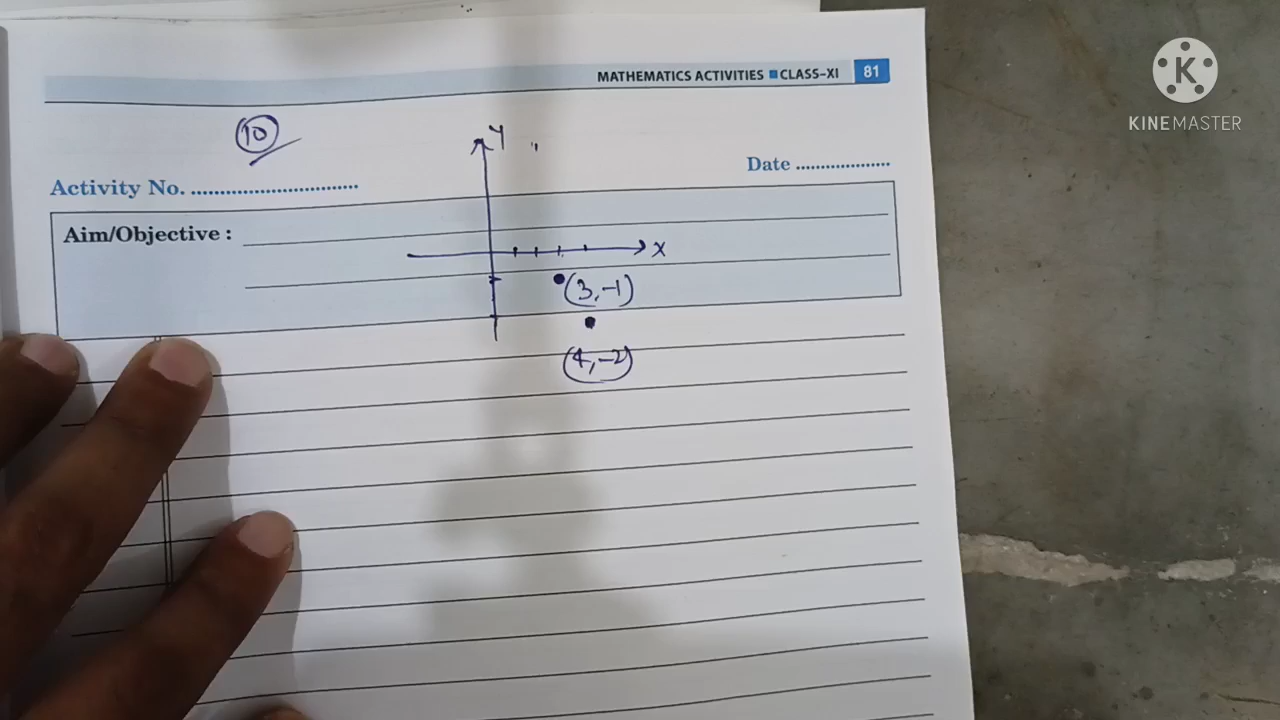 MATHEMATICS ACTIVITIES ■ CLASS-XI 81
K
KINEMASTER
10
Y
Date ....................
Activity No. ................................
Aim/Objective :
X
(3,-1)
(4,-2)